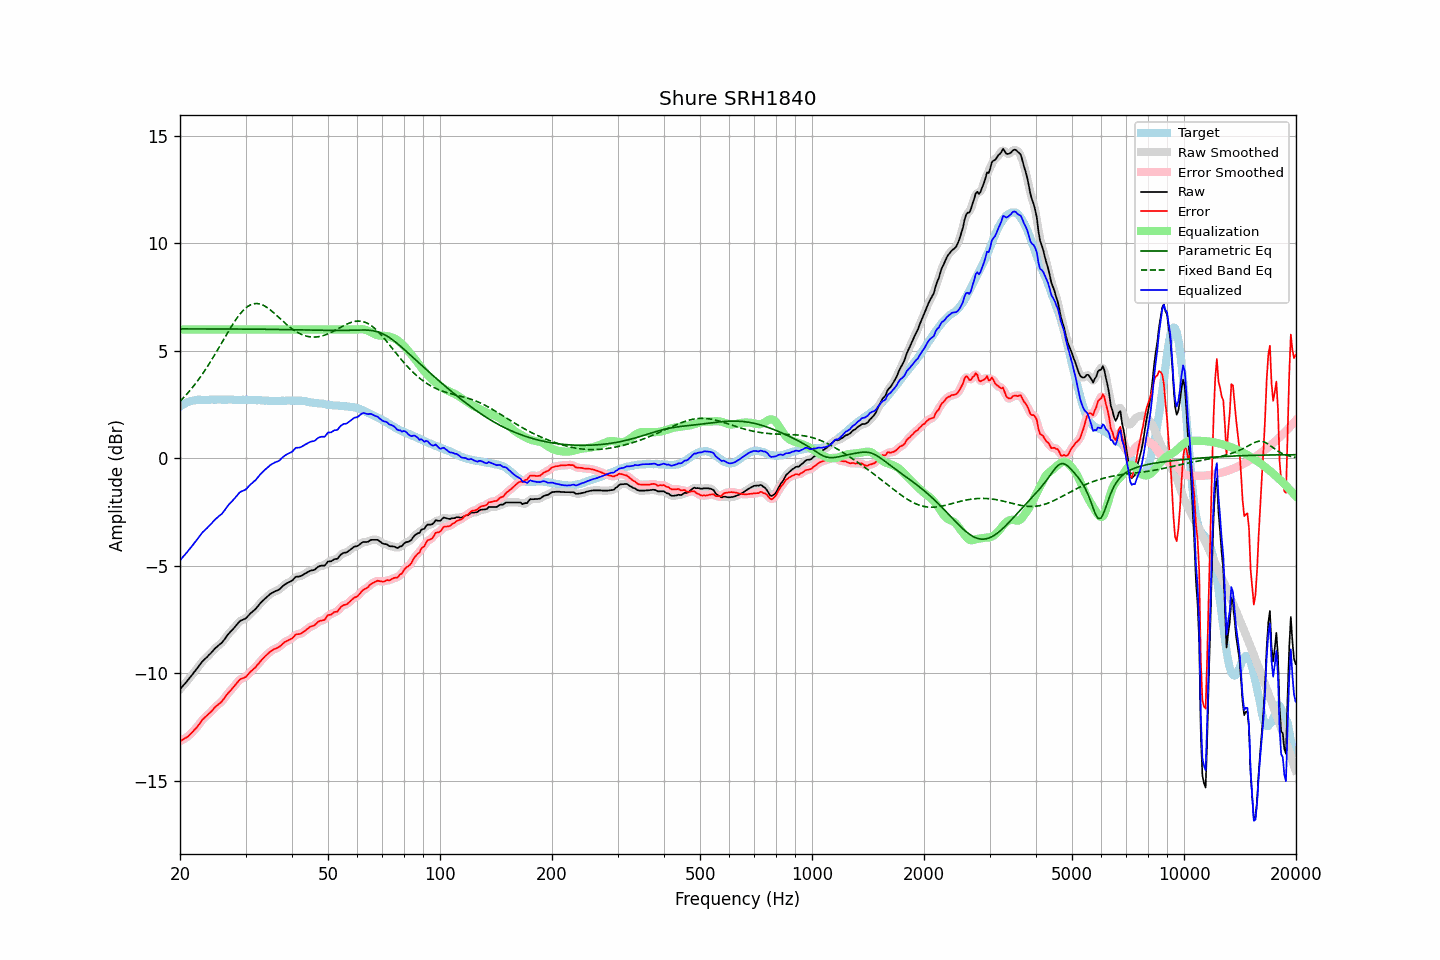 Shure SRH1840
Amplitude (dBr)
15
10
5
0
−5
−10
−15
Target
Raw Smoothed
Error Smoothed
Raw
Error
Equalization
Parametric Eq
Fixed Band Eq
Equalized
20
50
100
200
500
1000
2000
5000
10000
20000
Frequency (Hz)